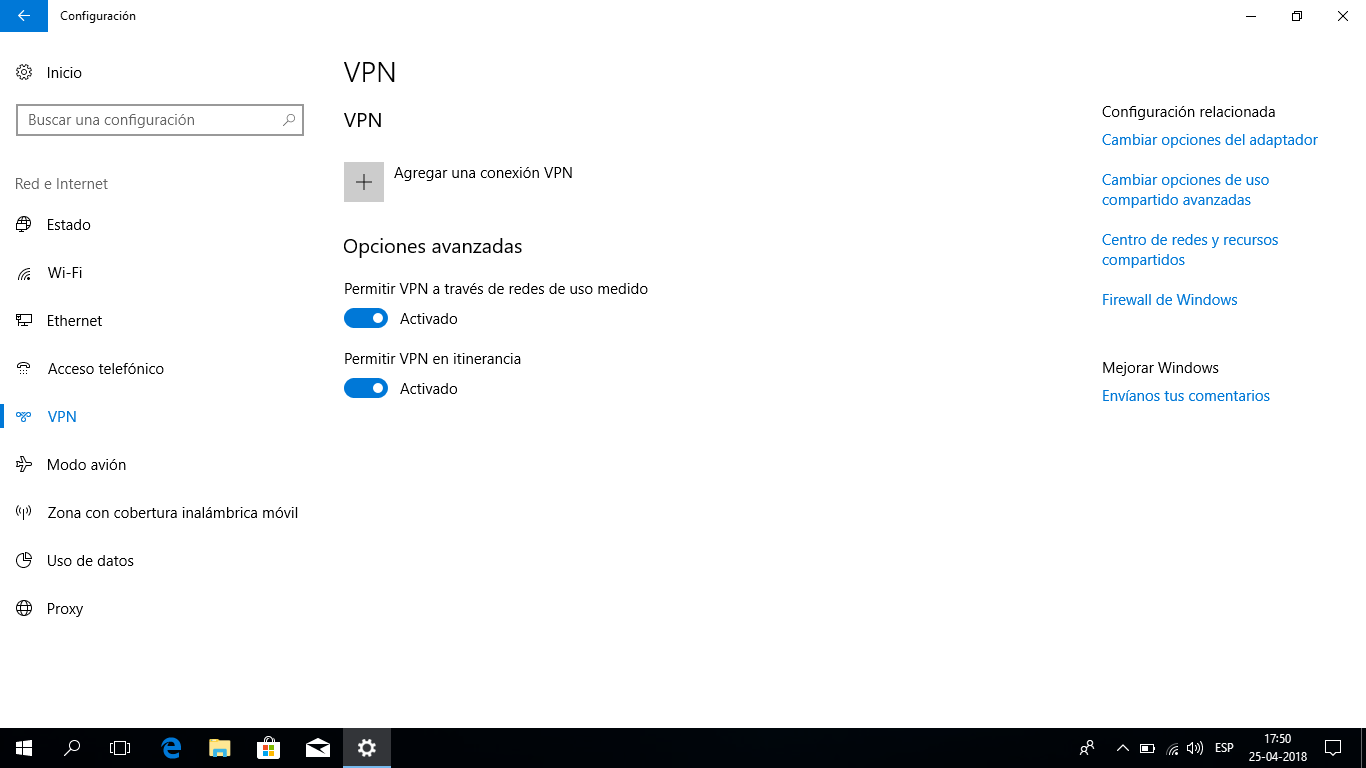 Configuración
Inicio
Buscar una configuración
Red e Internet
Estado
Wi-Fi
Ethernet
Acceso telefónico
VPN
Modo avión
Zona con cobertura inalámbrica móvil
Uso de datos
Proxy
VPN
VPN
Agregar una conexión VPN
Opciones avanzadas
Permitir VPN a través de redes de uso medido
Activado
Permitir VPN en itinerancia
Activado
Configuración relacionada
Cambiar opciones del adaptador
Cambiar opciones de uso
compartido avanzadas
Centro de redes y recursos
compartidos
Firewall de Windows
Mejorar Windows
Envíanos tus comentarios
ESP
17:50
25-04-2018